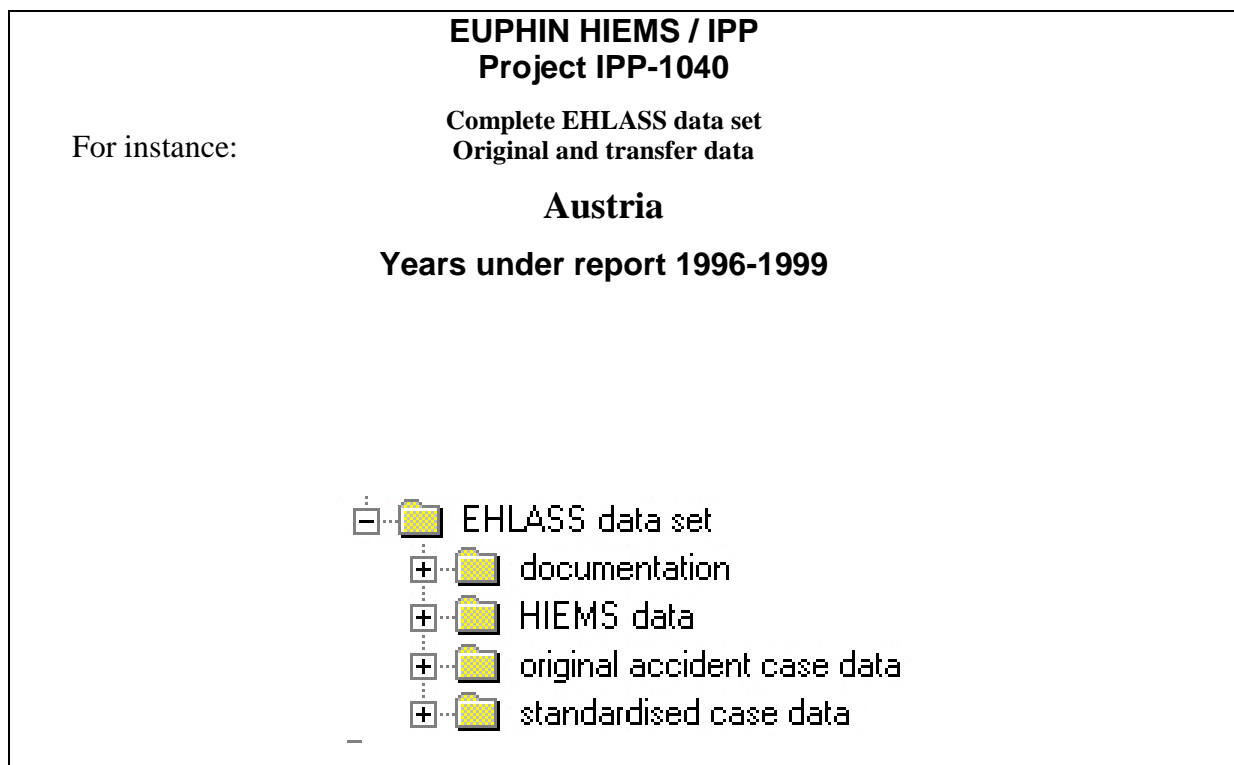 EUPHIN HIEMS / IPP
Project IPP-1040
Complete EHLASS data set
For instance:
Original and transfer data
Austria
Years under report 1996-1999
EHLASS data set
documentation
HIEMS data
original accident case data
standardised case data